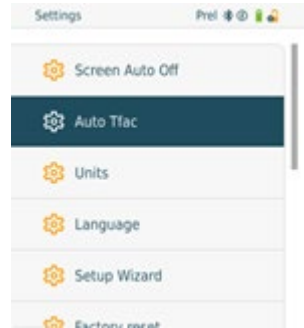 Settings Prel
Screen Auto Off
Auto Tfac
Units
Language
Setup Wizard
Factory reset